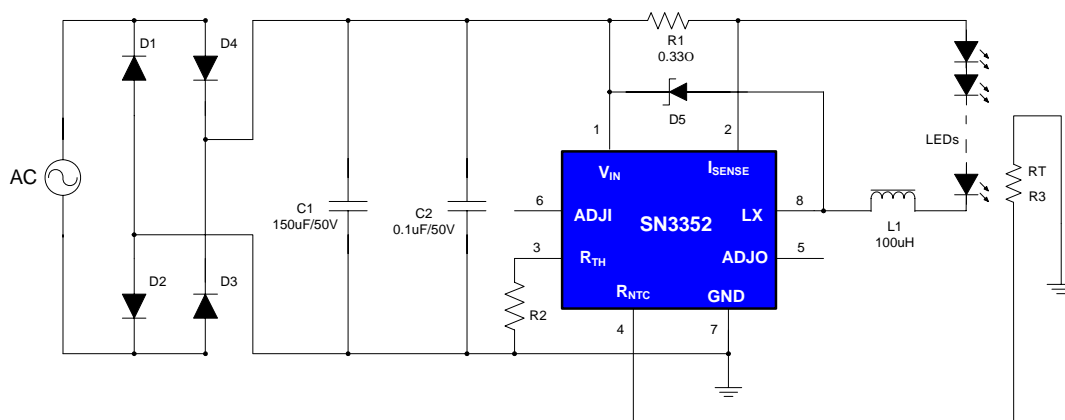 D1
D4
R1
0.33Ω
D5
1
2
LEDs
RT
R3
AC
VIN
ISENSE
C1
150uF/50V
C2
0.1uF/50V
6
ADJI
SN3352
LX
8
L1
100uH
3
RTH
ADJO
5
D2
D3
R2
RNTC
GND
4
7